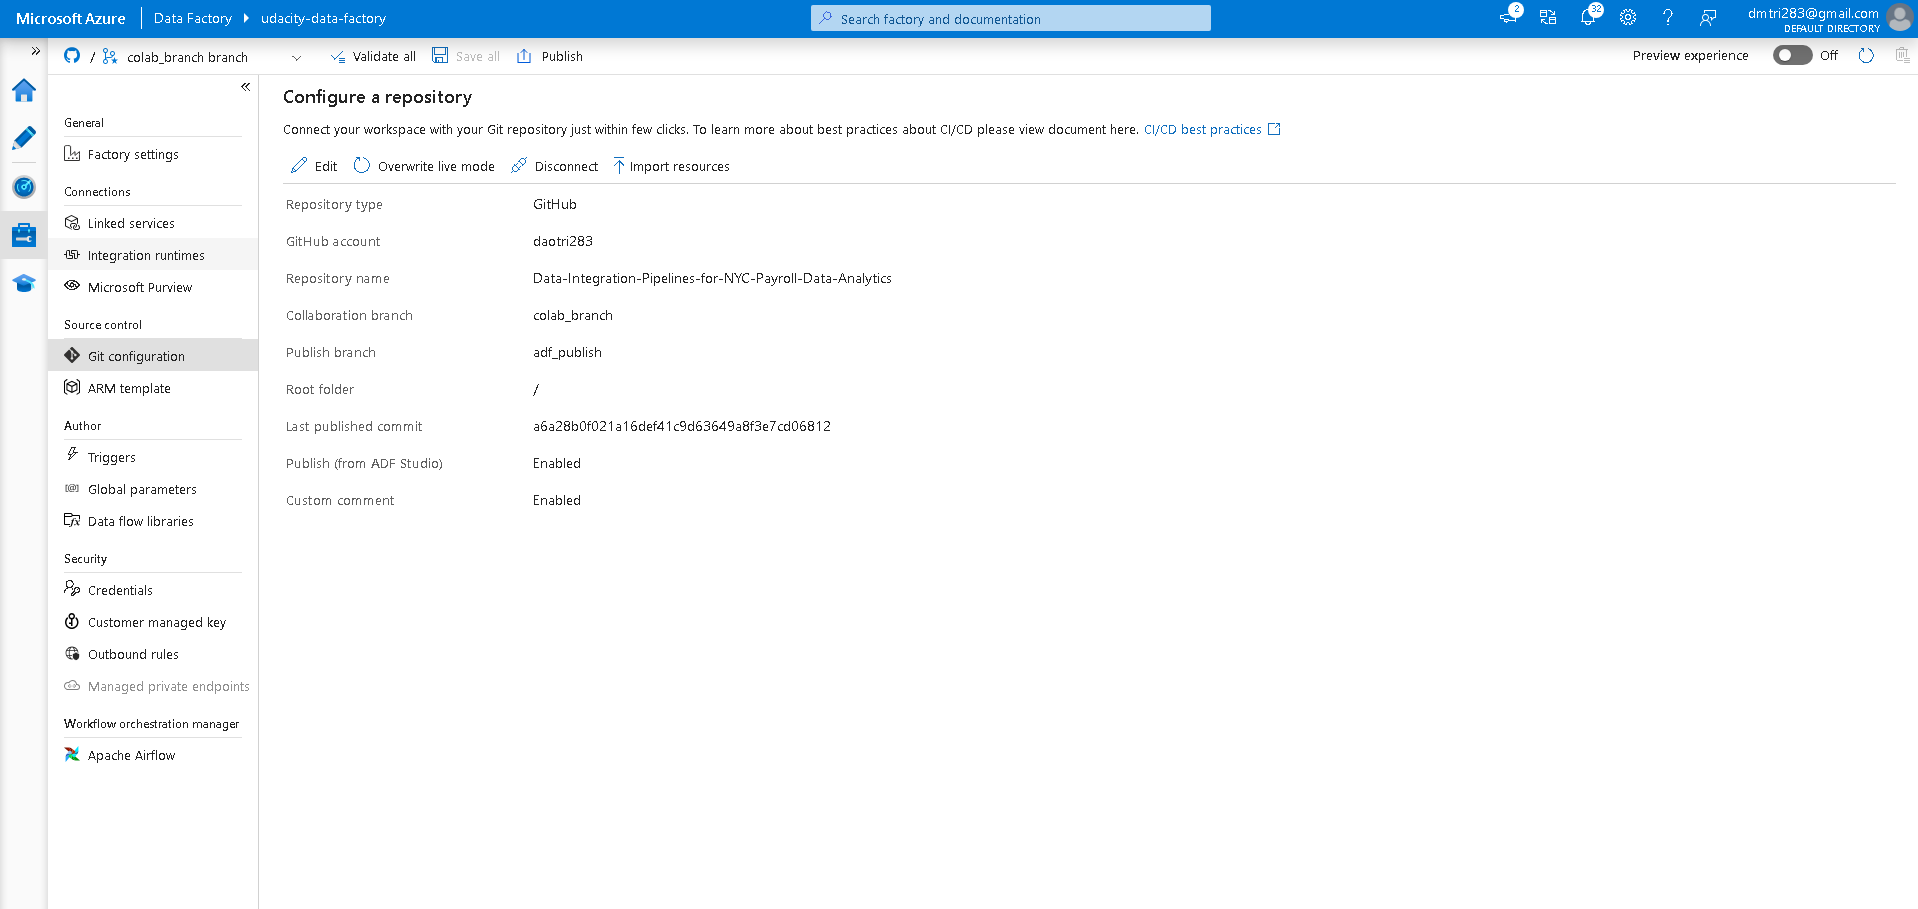 Microsoft Azure
Data Factory
udacity-data-factory
Search factory and documentation
2
32
dmtri283@gmail.com
DEFAULT DIRECTORY
/
colab_branch branch
Validate all
Save all
Publish
Preview experience
Off
General
Factory settings
Connections
Linked services
Integration runtimes
Microsoft Purview
Source control
Git configuration
ARM template
Author
Triggers
Global parameters
Data flow libraries
Security
Credentials
Customer managed key
Outbound rules
Managed private endpoints
Workflow orchestration manager
Apache Airflow
Configure a repository
Connect your workspace with your Git repository just within few clicks. To learn more about best practices about CI/CD please view document here. CI/CD best practices
Edit
Overwrite live mode
Disconnect
Import resources
Repository type GitHub
GitHub account daotri283
Repository name Data-Integration-Pipelines-for-NYC-Payroll-Data-Analytics
Collaboration branch colab_branch
Publish branch adf_publish
Root folder /
Last published commit a6a28b0f021a16def41c9d63649a8f3e7cd06812
Publish (from ADF Studio) Enabled
Custom comment Enabled